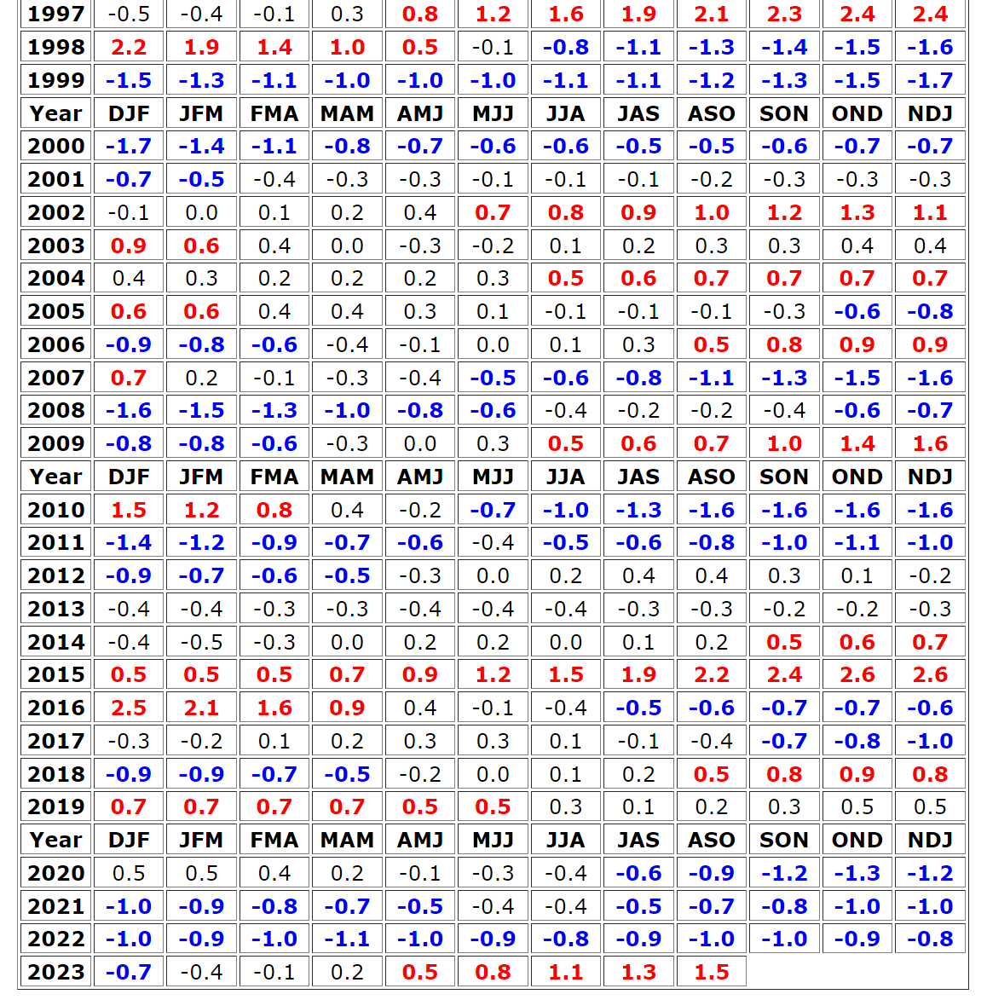 1997 -0.5 -0.4 -0.1 0.3 0.8 1.2 1.6 1.9 2.1 2.3 2.4 2.4
1998 2.2 1.9 1.4 1.0 0.5 -0.1 -0.8 -1.1 -1.3 -1.4 -1.5 -1.6
1999 -1.5 -1.3 -1.1 -1.0 -1.0 -1.0 -1.1 -1.1 -1.2 -1.3 -1.5 -1.7
Year DJF JFM FMA MAM AMJ MJJ JJA JAS ASO SON OND NDJ
2000 -1.7 -1.4 -1.1 -0.8 -0.7 -0.6 -0.6 -0.5 -0.5 -0.6 -0.7 -0.7
2001 -0.7 -0.5 -0.4 -0.3 -0.3 -0.1 -0.1 -0.1 -0.2 -0.3 -0.3 -0.3
2002 -0.1 0.0 0.1 0.2 0.4 0.7 0.8 0.9 1.0 1.2 1.3 1.1
2003 0.9 0.6 0.4 0.0 -0.3 -0.2 0.1 0.2 0.3 0.3 0.4 0.4
2004 0.4 0.3 0.2 0.2 0.2 0.3 0.5 0.6 0.7 0.7 0.7 0.7
2005 0.6 0.6 0.4 0.4 0.3 0.1 -0.1 -0.1 -0.1 -0.3 -0.6 -0.8
2006 -0.9 -0.8 -0.6 -0.4 -0.1 0.0 0.1 0.3 0.5 0.8 0.9 0.9
2007 0.7 0.2 -0.1 -0.3 -0.4 -0.5 -0.6 -0.8 -1.1 -1.3 -1.5 -1.6
2008 -1.6 -1.5 -1.3 -1.0 -0.8 -0.6 -0.4 -0.2 -0.2 -0.4 -0.6 -0.7
2009 -0.8 -0.8 -0.6 -0.3 0.0 0.3 0.5 0.6 0.7 1.0 1.4 1.6
Year DJF JFM FMA MAM AMJ MJJ JJA JAS ASO SON OND NDJ
2010 1.5 1.2 0.8 0.4 -0.2 -0.7 -1.0 -1.3 -1.6 -1.6 -1.6 -1.6
2011 -1.4 -1.2 -0.9 -0.7 -0.6 -0.4 -0.5 -0.6 -0.8 -1.0 -1.1 -1.0
2012 -0.9 -0.7 -0.6 -0.5 -0.3 0.0 0.2 0.4 0.4 0.3 0.1 -0.2
2013 -0.4 -0.4 -0.3 -0.3 -0.4 -0.4 -0.4 -0.3 -0.3 -0.2 -0.2 -0.3
2014 -0.4 -0.5 -0.3 0.0 0.2 0.2 0.0 0.1 0.2 0.5 0.6 0.7
2015 0.5 0.5 0.5 0.7 0.9 1.2 1.5 1.9 2.2 2.4 2.6 2.6
2016 2.5 2.1 1.6 0.9 0.4 -0.1 -0.4 -0.5 -0.6 -0.7 -0.7 -0.6
2017 -0.3 -0.2 0.1 0.2 0.3 0.3 0.1 -0.1 -0.4 -0.7 -0.8 -1.0
2018 -0.9 -0.9 -0.7 -0.5 -0.2 0.0 0.1 0.2 0.5 0.8 0.9 0.8
2019 0.7 0.7 0.7 0.7 0.5 0.5 0.3 0.1 0.2 0.3 0.5 0.5
Year DJF JFM FMA MAM AMJ MJJ JJA JAS ASO SON OND NDJ
2020 0.5 0.5 0.4 0.2 -0.1 -0.3 -0.4 -0.6 -0.9 -1.2 -1.3 -1.2
2021 -1.0 -0.9 -0.8 -0.7 -0.5 -0.4 -0.4 -0.5 -0.7 -0.8 -1.0 -1.0
2022 -1.0 -0.9 -1.0 -1.1 -1.0 -0.9 -0.8 -0.9 -1.0 -1.0 -0.9 -0.8
2023 -0.7 -0.4 -0.1 0.2 0.5 0.8 1.1 1.3 1.5